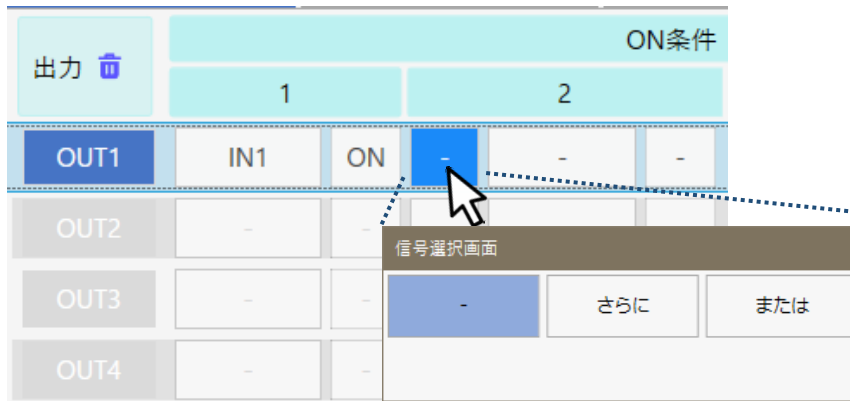 出力 ON条件
1 2
OUT1 IN1 ON - - -
OUT2 - -
信号選択画面
- さらに または
OUT3 - -
OUT4 - -